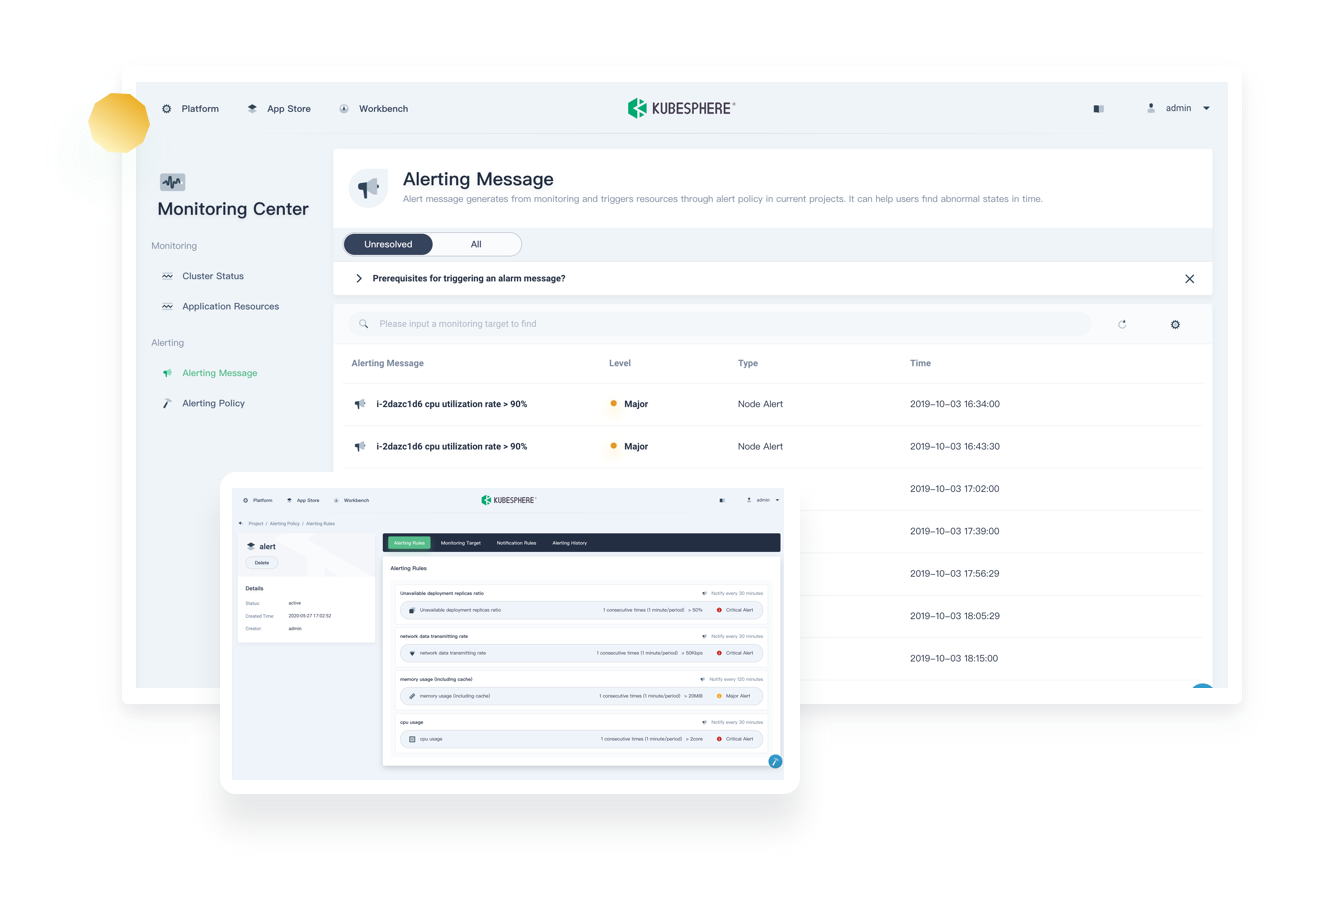 Platform App Store Workbench KUBESPHERE® admin
Monitoring Center
Monitoring
Cluster Status
Application Resources
Alerting
Alerting Message
Alerting Policy
Alerting Message
Alert message generates from monitoring and triggers resources through alert policy in current projects. It can help users find abnormal states in time.
Unresolved All
Prerequisites for triggering an alarm message?
Please input a monitoring target to find
Alerting Message Level Type Time
i-2dazc1d6 cpu utilization rate > 90% Major Node Alert 2019-10-03 16:34:00
i-2dazc1d6 cpu utilization rate > 90% Major Node Alert 2019-10-03 16:43:30
2019-10-03 17:02:00
2019-10-03 17:39:00
2019-10-03 17:56:29
2019-10-03 18:05:29
2019-10-03 18:15:00
Platform App Store Workbench KUBESPHERE® admin
Project / Alerting Policy / Alerting Rules
alert
Delete
Details
Status: active
Created Time: 2020-05-27 17:02:52
Creator: admin
Alerting Rules Monitoring Target Notification Rules Alerting History
Alerting Rules
Unavailable deployment replicas ratio Notify every 30 minutes
Unavailable deployment replicas ratio 1 consecutive times (1 minute/period) > 50% Critical Alert
network data transmitting rate Notify every 30 minutes
network data transmitting rate 1 consecutive times (1 minute/period) > 50Kbps Critical Alert
memory usage (including cache) Notify every 120 minutes
memory usage (including cache) 1 consecutive times (1 minute/period) > 20MiB Major Alert
cpu usage Notify every 30 minutes
cpu usage 1 consecutive times (1 minute/period) > 2core Critical Alert